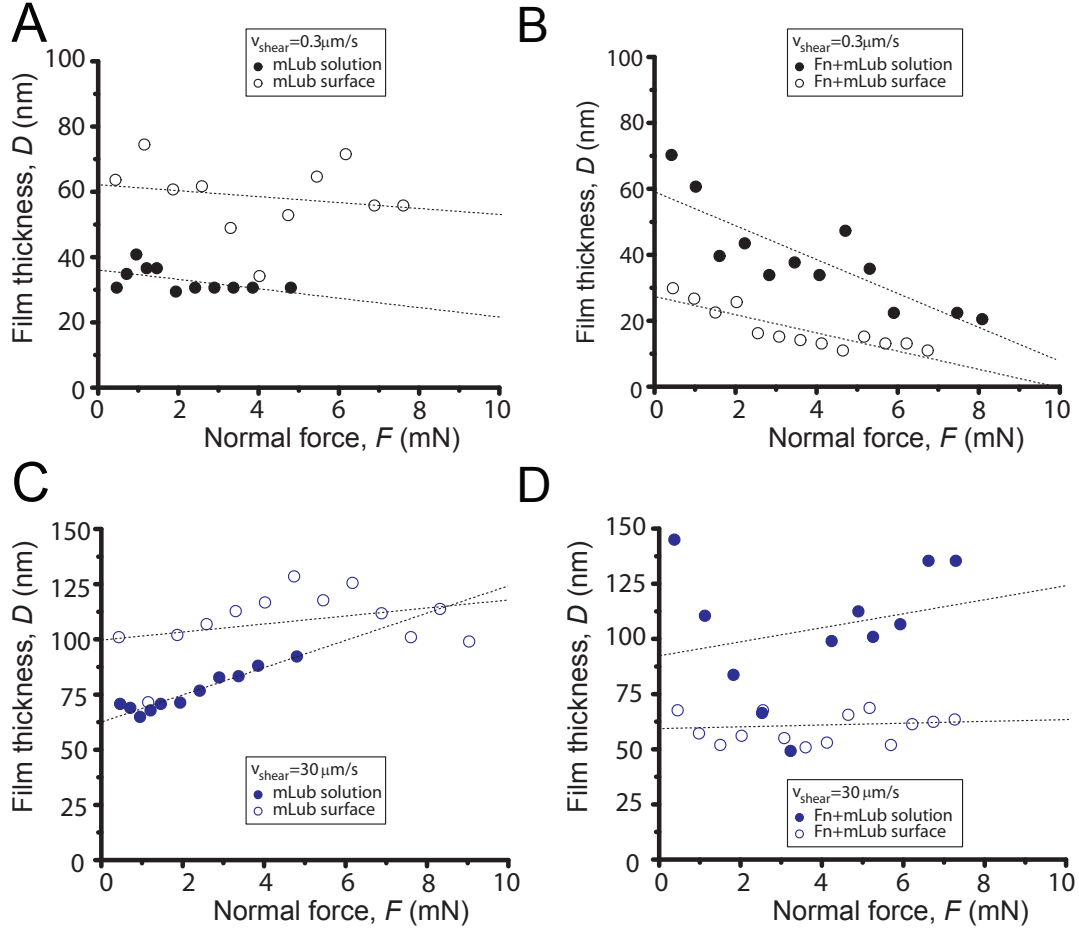 A
v_shear=0.3μm/s
mLub solution
mLub surface
Film thickness, D (nm)
100
80
60
40
20
0
0 2 4 6 8 10
Normal force, F (mN)
B
v_shear=0.3μm/s
Fn+mLub solution
Fn+mLub surface
Film thickness, D (nm)
100
80
60
40
20
0
0 2 4 6 8 10
Normal force, F (mN)
C
Film thickness, D (nm)
150
125
100
75
50
25
0
v_shear=30 μm/s
mLub solution
mLub surface
0 2 4 6 8 10
Normal force, F (mN)
D
Film thickness, D (nm)
150
125
100
75
50
25
0
v_shear=30 μm/s
Fn+mLub solution
Fn+mLub surface
0 2 4 6 8 10
Normal force, F (mN)